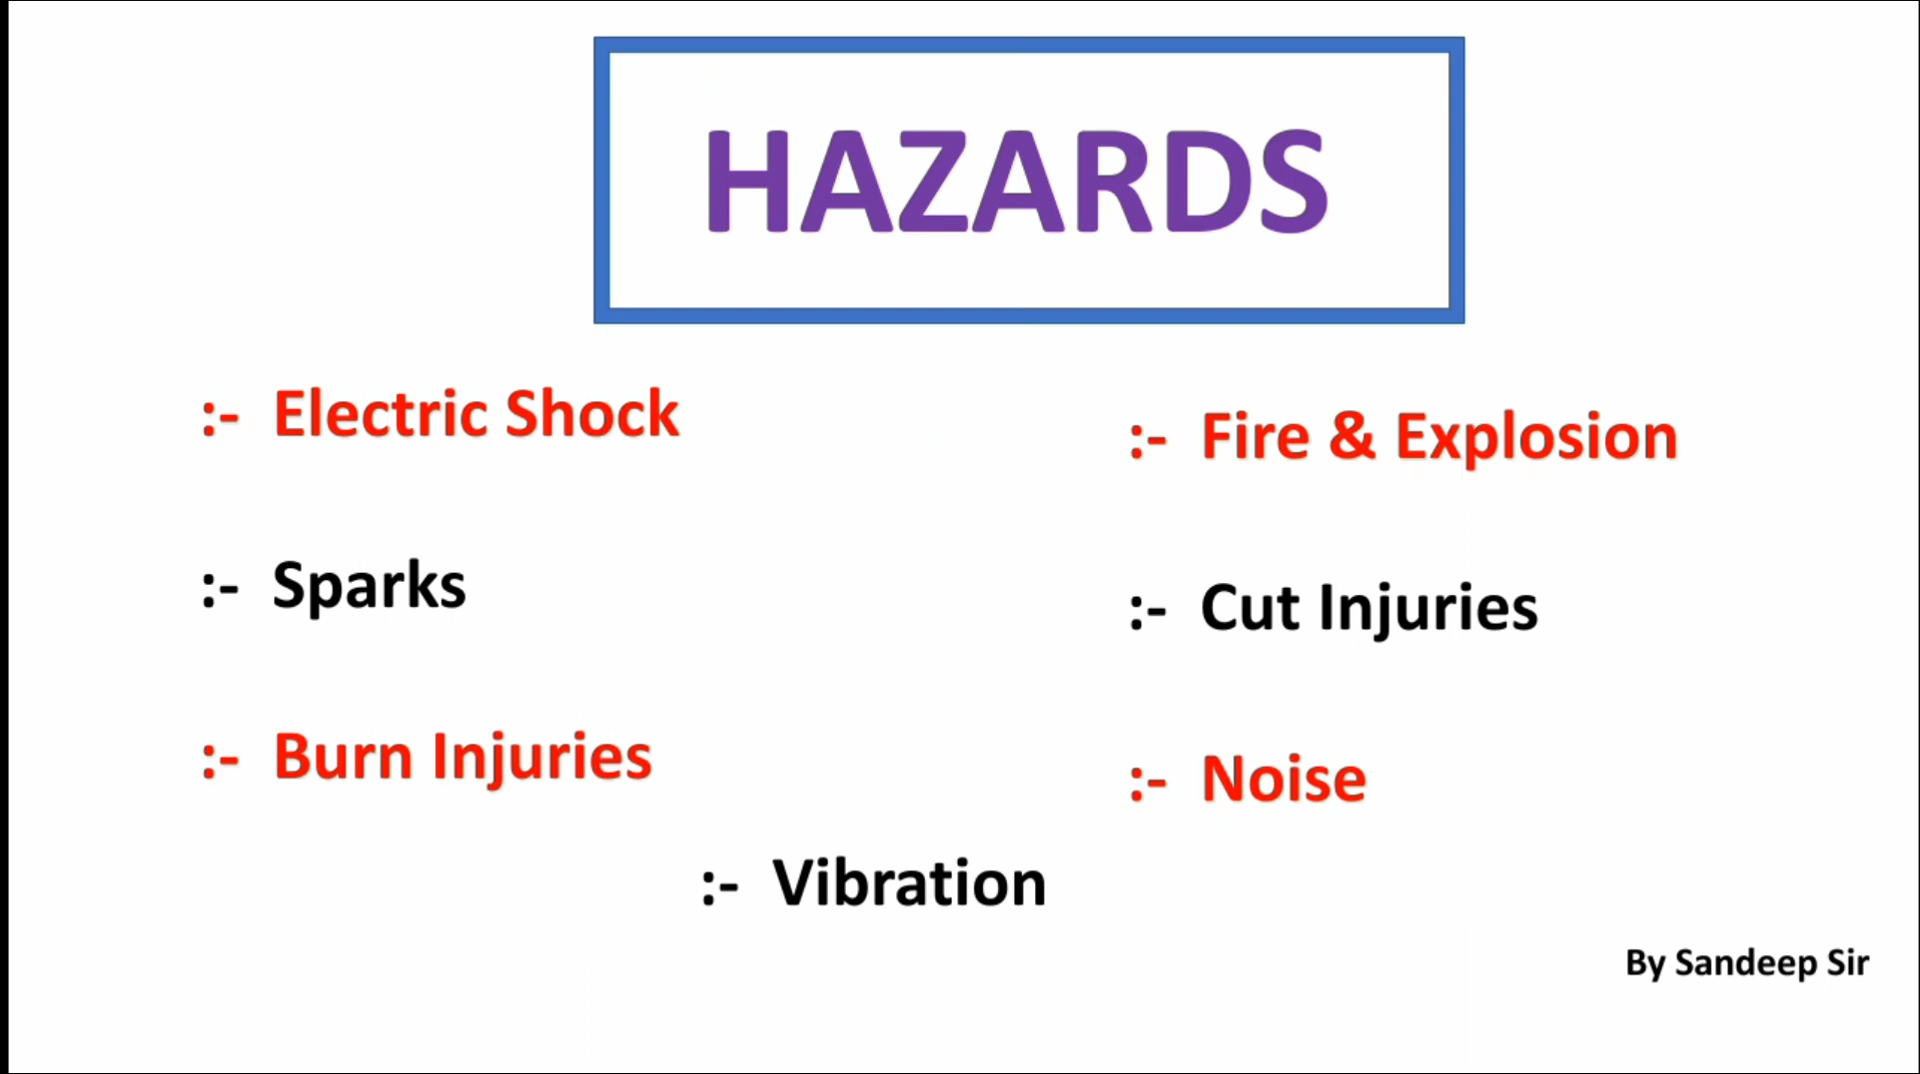 HAZARDS
:- Electric Shock
:- Fire & Explosion
:- Sparks
:- Cut Injuries
:- Burn Injuries
:- Noise
:- Vibration
By Sandeep Sir